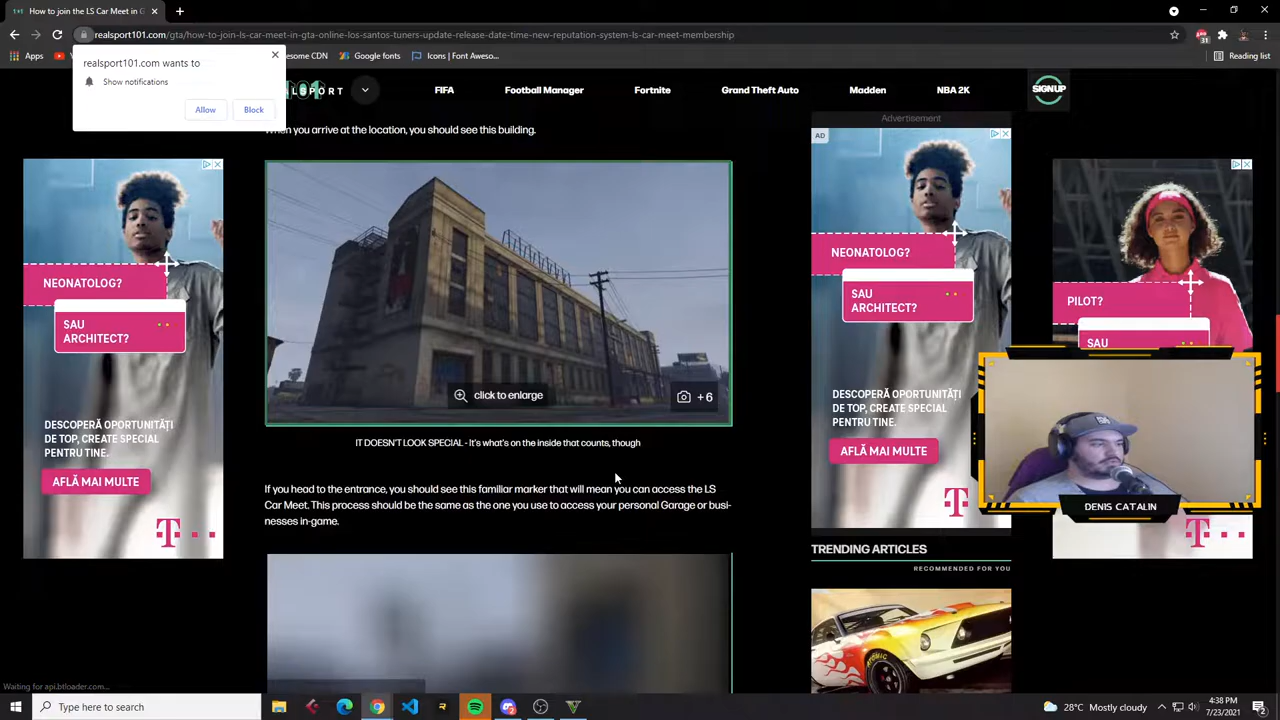 How to join the LS Car Meet in G
realsport101.com/gta/how-to-join-ls-car-meet-in-gta-online-los-santos-tuners-update-release-date-time-new-reputation-system-ls-car-meet-membership
31
Apps
esome CDN
Google fonts
Icons | Font Aweso...
Reading list
realsport101.com wants to
Show notifications
Allow
Block
LSPORT
101
FIFA
Football Manager
Fortnite
Grand Theft Auto
Madden
NBA 2K
SIGNUP
Advertisement
When you arrive at the location, you should see this building.
AD
NEONATOLOG?
SAU
ARCHITECT?
DESCOPERĂ OPORTUNITĂȚI
DE TOP, CREATE SPECIAL
PENTRU TINE.
AFLĂ MAI MULTE
T
click to enlarge
+6
IT DOESN'T LOOK SPECIAL - It's what's on the inside that counts, though
If you head to the entrance, you should see this familiar marker that will mean you can access the LS
Car Meet. This process should be the same as the one you use to access your personal Garage or busi-
nesses in-game.
NEONATOLOG?
SAU
ARCHITECT?
DESCOPERĂ OPORTUNITĂȚI
DE TOP, CREATE SPECIAL
PENTRU TINE.
AFLĂ MAI MULTE
T
PILOT?
SAU
T
DENIS CATALIN
TRENDING ARTICLES
RECOMMENDED FOR YOU
ATOMIC
Waiting for api.btloader.com...
Type here to search
28°C Mostly cloudy
4:38 PM
7/23/2021